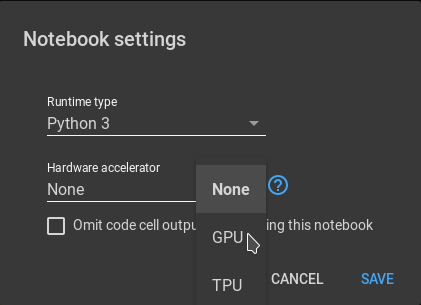 Notebook settings
Runtime type
Python 3
Hardware accelerator
None
None
?
Omit code cell outpu ing this notebook
GPU
TPU
CANCEL SAVE